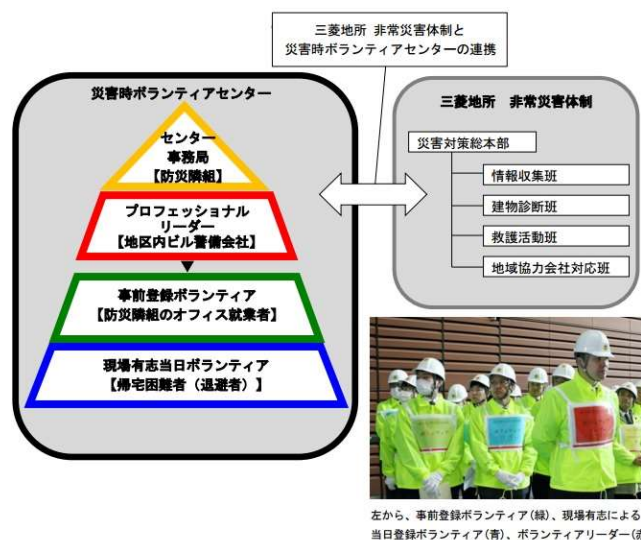 三菱地所 非常災害体制と
災害時ボランティアセンターの連携
災害時ボランティアセンター
センター
事務局
【防災隣組】
プロフェッショナル
リーダー
【地区内ビル警備会社】
事前登録ボランティア
【防災隣組のオフィス就業者】
現場有志当日ボランティア
【帰宅困難者（退避者）】
三菱地所 非常災害体制
災害対策総本部
情報収集班
建物診断班
救護活動班
地域協力会社対応班
左から、事前登録ボランティア(緑)、現場有志による
当日登録ボランティア(青)、ボランティアリーダー(赤